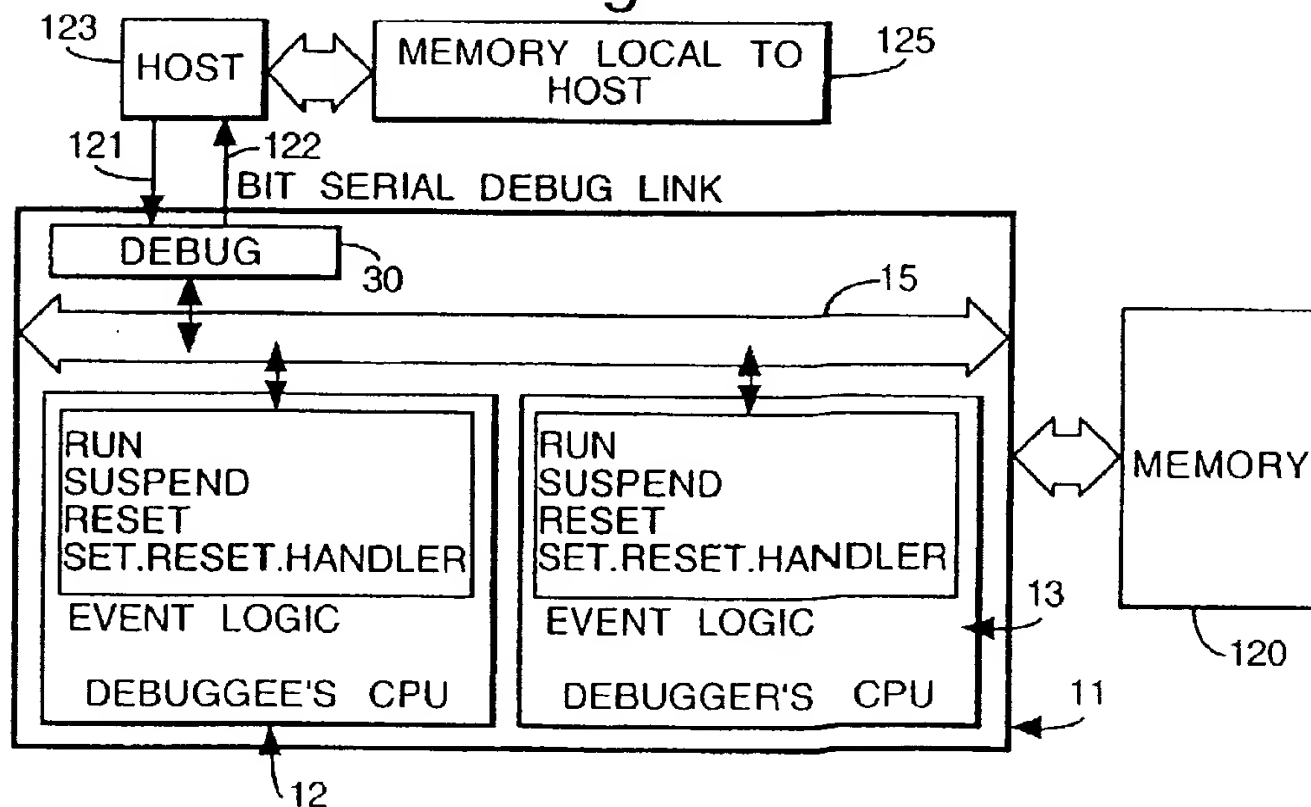 g
123
HOST
MEMORY LOCAL TO
HOST
125
121
122
BIT SERIAL DEBUG LINK
DEBUG
30
15
RUN
SUSPEND
RESET
SET.RESET.HANDLER
EVENT LOGIC
DEBUGGEE'S CPU
RUN
SUSPEND
RESET
SET.RESET.HANDLER
EVENT LOGIC
DEBUGGER'S CPU
13
MEMORY
120
11
12